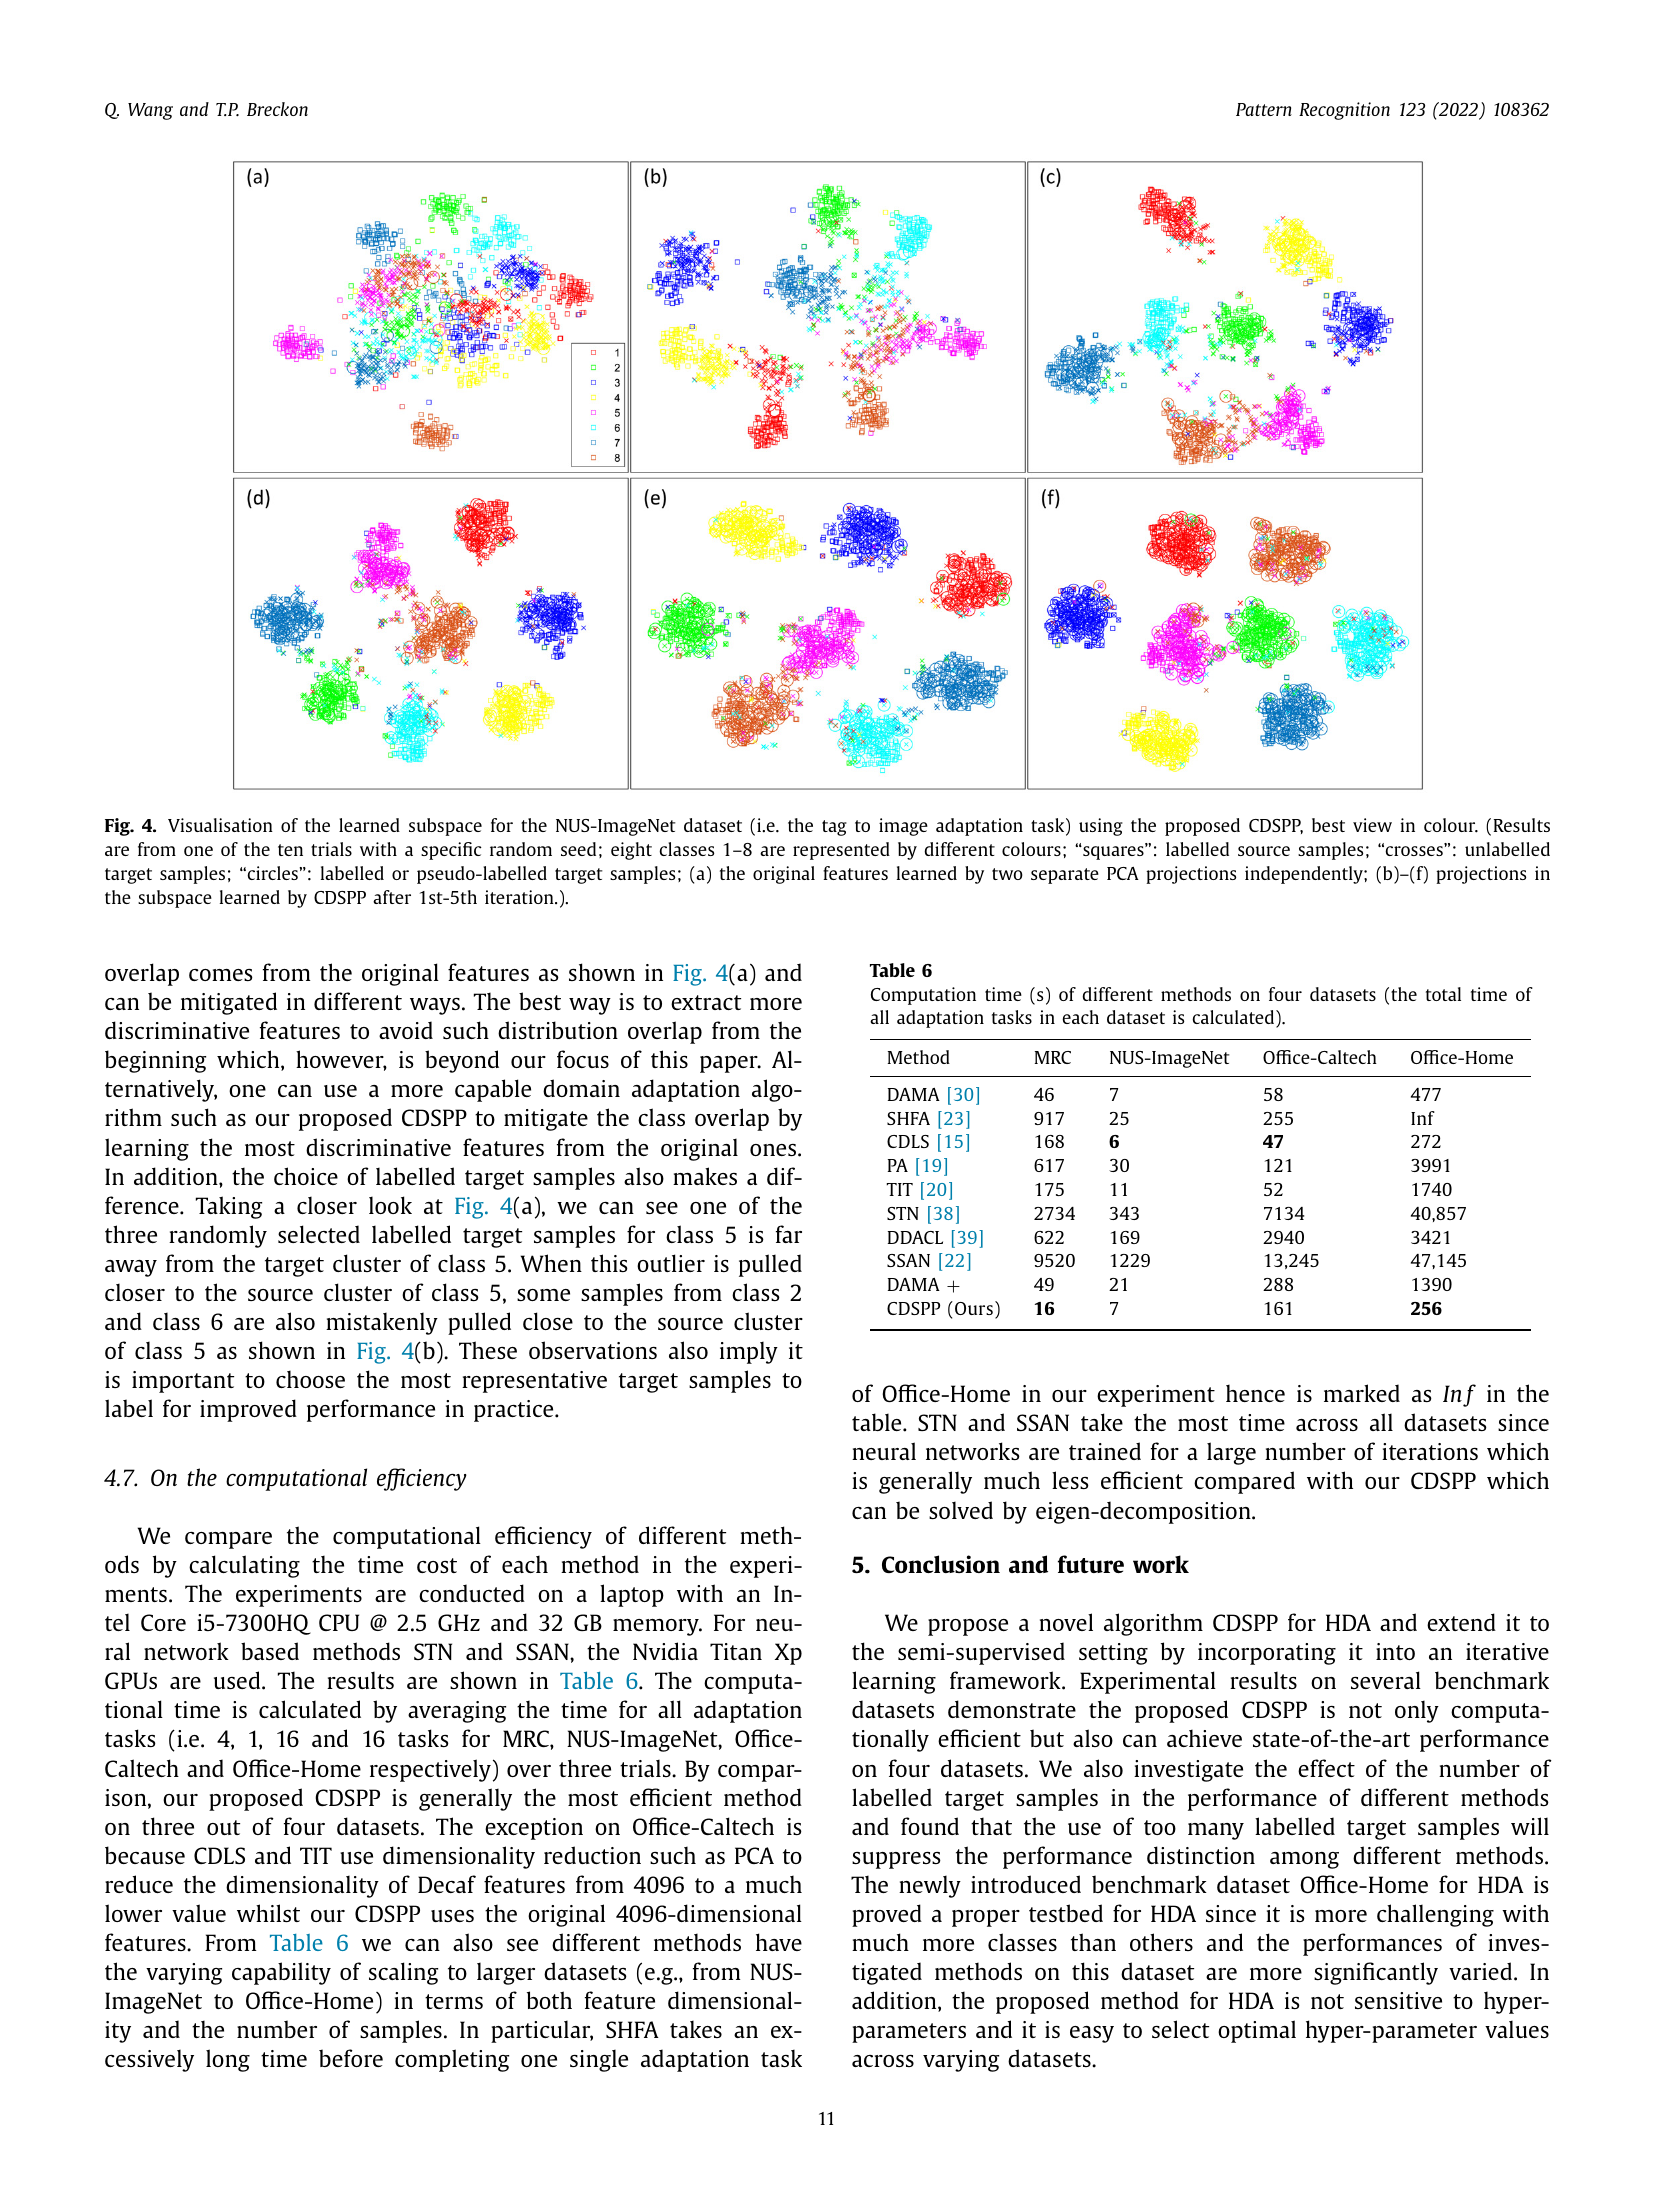 Q. Wang and T.P. Breckon
Pattern Recognition 123 (2022) 108362
(a)
(b)
(c)
1
2
3
4
5
6
7
8
(d)
(e)
(f)
Fig. 4. Visualisation of the learned subspace for the NUS-ImageNet dataset (i.e. the tag to image adaptation task) using the proposed CDSPP, best view in colour. (Results
are from one of the ten trials with a specific random seed; eight classes 1–8 are represented by different colours; “squares”: labelled source samples; “crosses”: unlabelled
target samples; “circles”: labelled or pseudo-labelled target samples; (a) the original features learned by two separate PCA projections independently; (b)–(f) projections in
the subspace learned by CDSPP after 1st-5th iteration.).
overlap comes from the original features as shown in Fig. 4(a) and
can be mitigated in different ways. The best way is to extract more
discriminative features to avoid such distribution overlap from the
beginning which, however, is beyond our focus of this paper. Al-
ternatively, one can use a more capable domain adaptation algo-
rithm such as our proposed CDSPP to mitigate the class overlap by
learning the most discriminative features from the original ones.
In addition, the choice of labelled target samples also makes a dif-
ference. Taking a closer look at Fig. 4(a), we can see one of the
three randomly selected labelled target samples for class 5 is far
away from the target cluster of class 5. When this outlier is pulled
closer to the source cluster of class 5, some samples from class 2
and class 6 are also mistakenly pulled close to the source cluster
of class 5 as shown in Fig. 4(b). These observations also imply it
is important to choose the most representative target samples to
label for improved performance in practice.
4.7. On the computational efficiency
We compare the computational efficiency of different meth-
ods by calculating the time cost of each method in the experi-
ments. The experiments are conducted on a laptop with an In-
tel Core i5-7300HQ CPU @ 2.5 GHz and 32 GB memory. For neu-
ral network based methods STN and SSAN, the Nvidia Titan Xp
GPUs are used. The results are shown in Table 6. The computa-
tional time is calculated by averaging the time for all adaptation
tasks (i.e. 4, 1, 16 and 16 tasks for MRC, NUS-ImageNet, Office-
Caltech and Office-Home respectively) over three trials. By compar-
ison, our proposed CDSPP is generally the most efficient method
on three out of four datasets. The exception on Office-Caltech is
because CDLS and TIT use dimensionality reduction such as PCA to
reduce the dimensionality of Decaf features from 4096 to a much
lower value whilst our CDSPP uses the original 4096-dimensional
features. From Table 6 we can also see different methods have
the varying capability of scaling to larger datasets (e.g., from NUS-
ImageNet to Office-Home) in terms of both feature dimensional-
ity and the number of samples. In particular, SHFA takes an ex-
cessively long time before completing one single adaptation task
Table 6
Computation time (s) of different methods on four datasets (the total time of
all adaptation tasks in each dataset is calculated).
Method MRC NUS-ImageNet Office-Caltech Office-Home
DAMA [30] 46 7 58 477
SHFA [23] 917 25 255 Inf
CDLS [15] 168 6 47 272
PA [19] 617 30 121 3991
TIT [20] 175 11 52 1740
STN [38] 2734 343 7134 40,857
DDACL [39] 622 169 2940 3421
SSAN [22] 9520 1229 13,245 47,145
DAMA + 49 21 288 1390
CDSPP (Ours) 16 7 161 256
of Office-Home in our experiment hence is marked as Inf in the
table. STN and SSAN take the most time across all datasets since
neural networks are trained for a large number of iterations which
is generally much less efficient compared with our CDSPP which
can be solved by eigen-decomposition.
5. Conclusion and future work
We propose a novel algorithm CDSPP for HDA and extend it to
the semi-supervised setting by incorporating it into an iterative
learning framework. Experimental results on several benchmark
datasets demonstrate the proposed CDSPP is not only computa-
tionally efficient but also can achieve state-of-the-art performance
on four datasets. We also investigate the effect of the number of
labelled target samples in the performance of different methods
and found that the use of too many labelled target samples will
suppress the performance distinction among different methods.
The newly introduced benchmark dataset Office-Home for HDA is
proved a proper testbed for HDA since it is more challenging with
much more classes than others and the performances of inves-
tigated methods on this dataset are more significantly varied. In
addition, the proposed method for HDA is not sensitive to hyper-
parameters and it is easy to select optimal hyper-parameter values
across varying datasets.
11